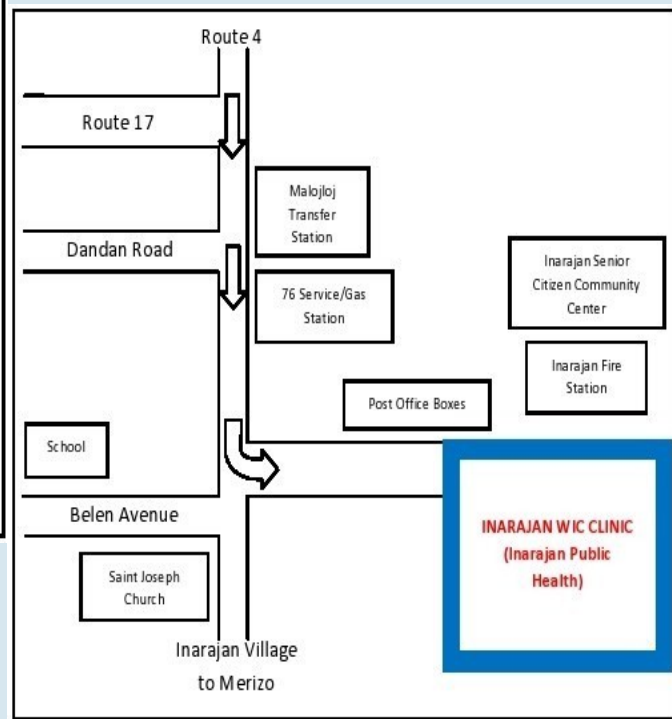 Route 4
Route 17
Malojloj
Transfer
Station
Dandan Road
Inarajan Senior
Citizen Community
Center
76 Service/Gas
Station
Inarajan Fire
Station
Post Office Boxes
School
Belen Avenue
INARAJAN WIC CLINIC
(Inarajan Public
Health)
Saint Joseph
Church
Inarajan Village
to Merizo